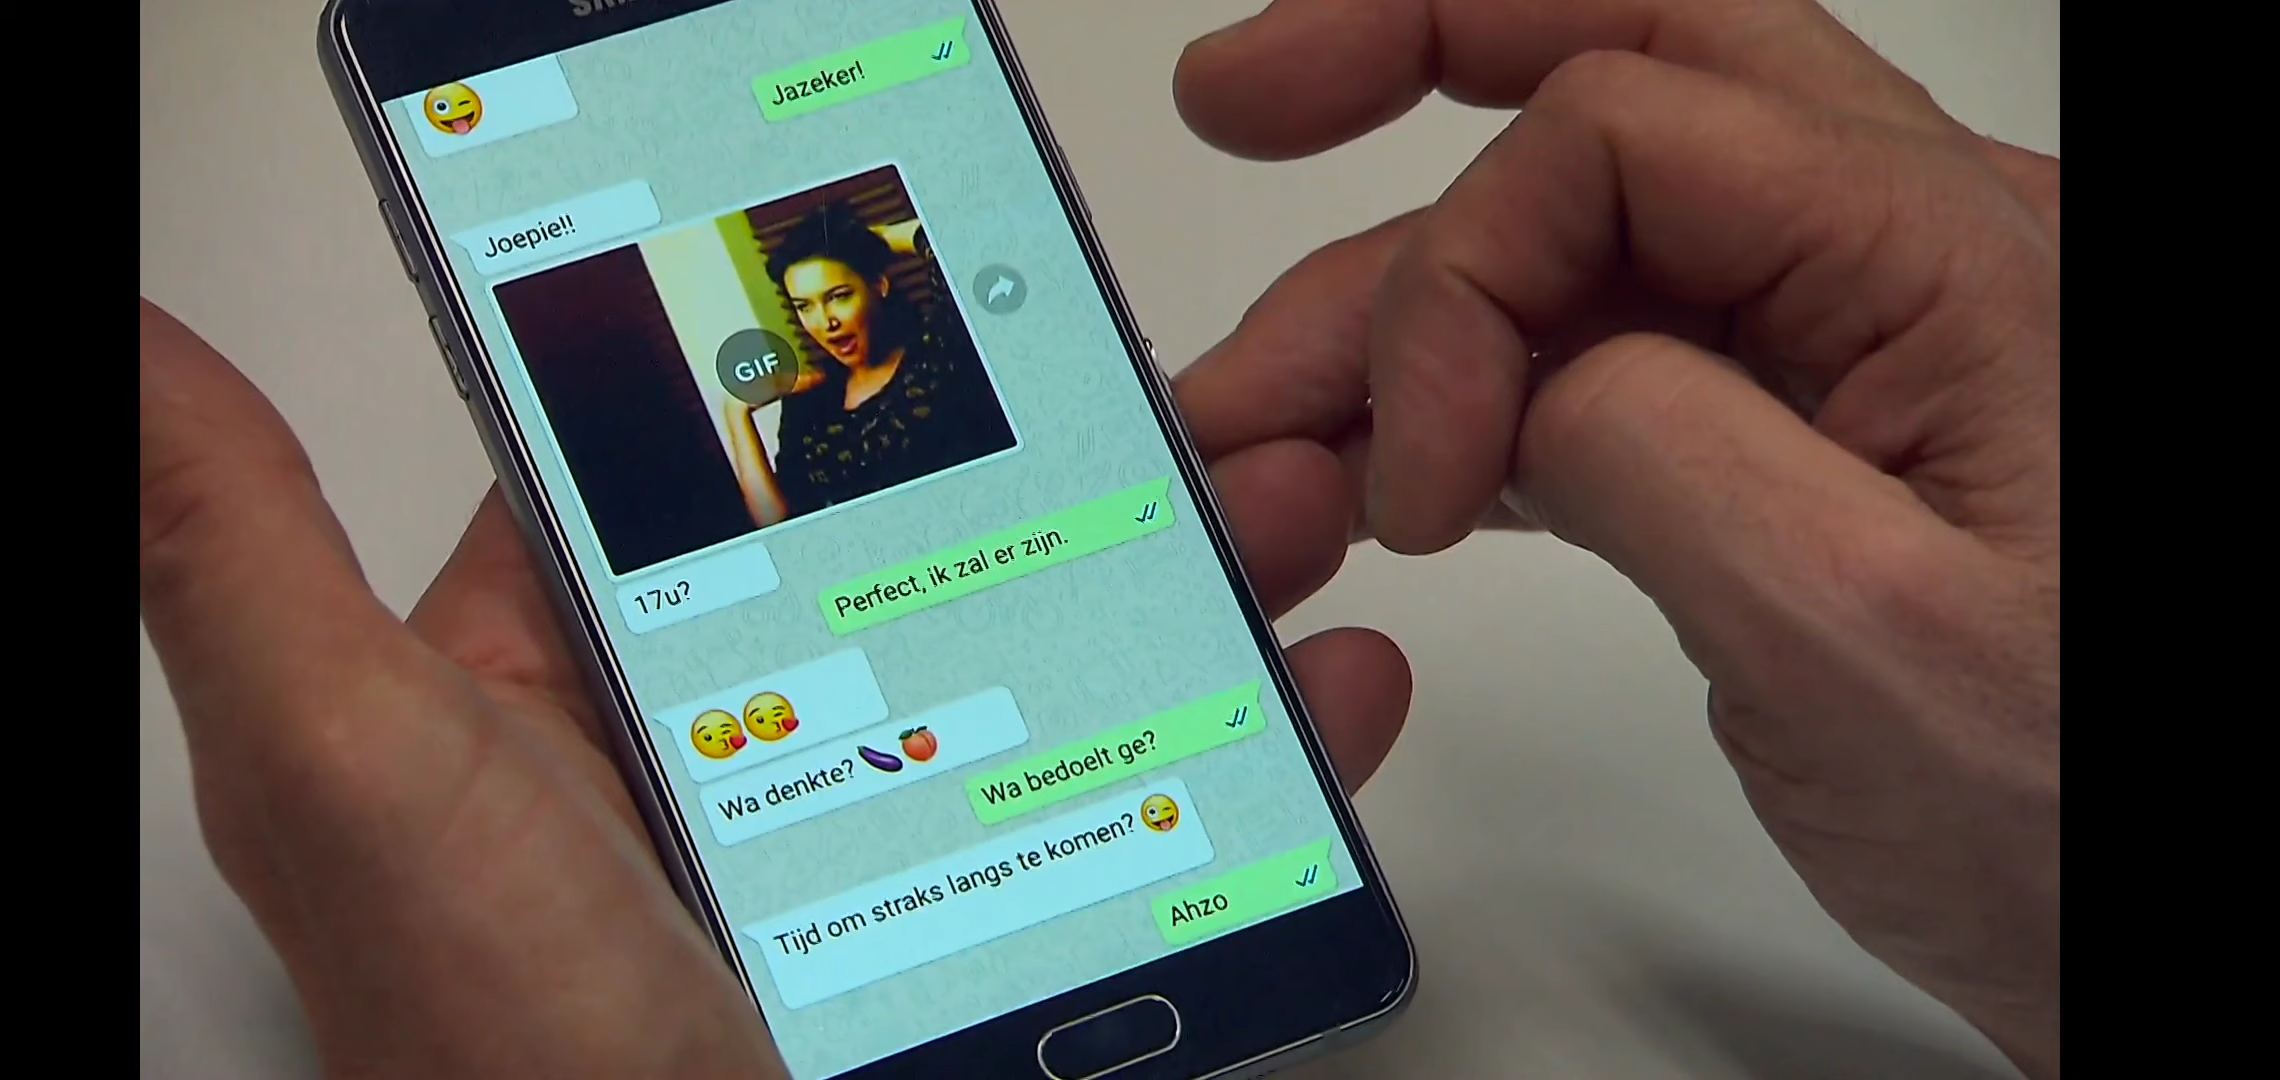 Jazeker!
Joepie!!
GIF
17u?
Perfect, ik zal er zijn.
Wa denkte?
Wa bedoelt ge?
Tijd om straks langs te komen?
Ahzo